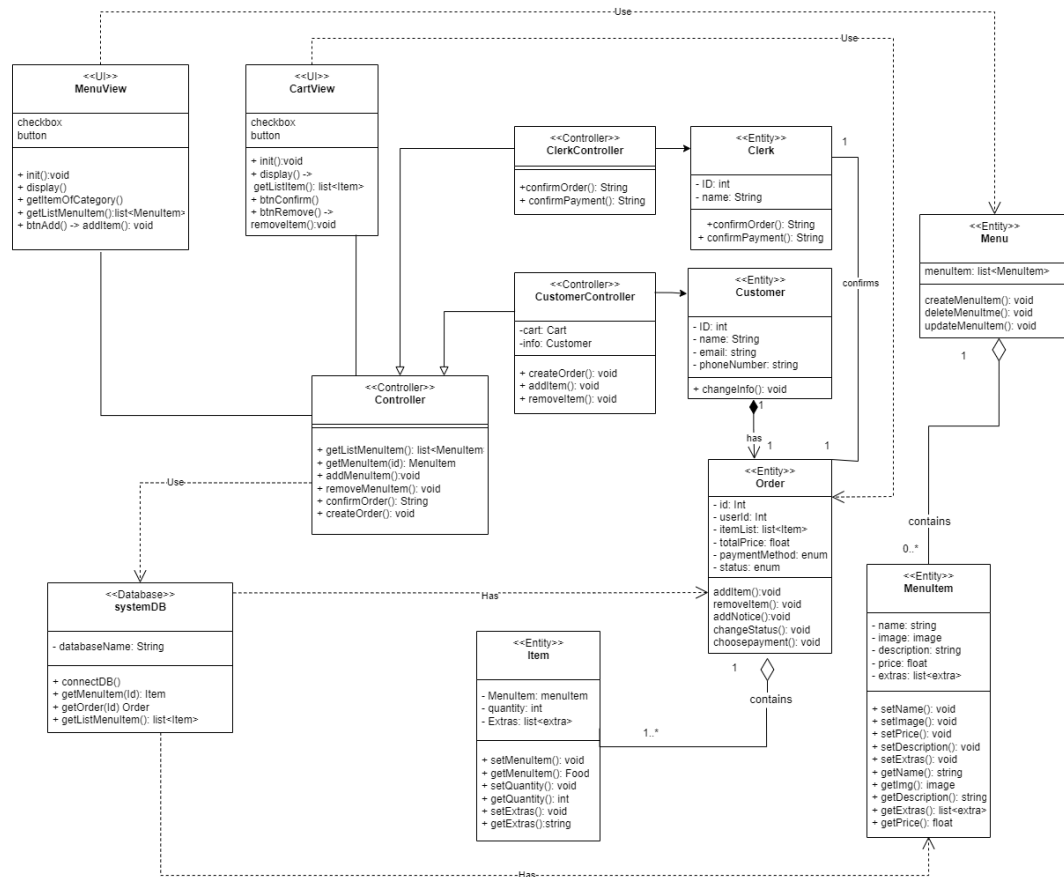 Use
Use
<<UI>>
MenuView
checkbox
button
+ init():void
+ display()
+ getItemOfCategory()
+ getListMenuItem():list<MenuItem>
+ btnAdd() -> addItem(): void
<<UI>>
CartView
checkbox
button
+ init():void
+ display() ->
getListItem(): list<Item>
+ btnConfirm()
+ btnRemove() ->
removeItem():void
<<Controller>>
ClerkController
+confirmOrder(): String
+ confirmPayment(): String
<<Entity>>
Clerk
- ID: int
- name: String
+confirmOrder(): String
+ confirmPayment(): String
1
confirms
1
<<Entity>>
Menu
menuItem: list<MenuItem>
createMenuItem(): void
deleteMenuItme(): void
updateMenuItem(): void
1
contains
0..*
<<Controller>>
CustomerController
-cart: Cart
-info: Customer
+ createOrder(): void
+ addItem(): void
+ removeItem(): void
<<Entity>>
Customer
- ID: int
- name: String
- email: string
- phoneNumber: string
+ changeInfo(): void
1
has
1
<<Controller>>
Controller
+ getListMenuItem(): list<MenuItem
+ getMenuItem(id): MenuItem
+ addMenuItem():void
+ removeMenuItem(): void
+ confirmOrder(): String
+ createOrder(): void
Use
<<Entity>>
Order
- id: Int
- userId: Int
- itemList: list<Item>
- totalPrice: float
- paymentMethod: enum
- status: enum
addItem():void
removeItem(): void
addNotice():void
changeStatus(): void
choosepayment(): void
1
contains
1..*
<<Database>>
systemDB
- databaseName: String
+ connectDB()
+ getMenuItem(Id): Item
+ getOrder(Id) Order
+ getListMenuItem(): list<Item>
Has
<<Entity>>
Item
- MenuItem: menuItem
- quantity: int
- Extras: list<extra>
+ setMenuItem(): void
+ getMenuItem(): Food
+ setQuantity(): void
+ getQuantity(): int
+ setExtras(): void
+ getExtras():string
<<Entity>>
MenuItem
- name: string
- image: image
- description: string
- price: float
- extras: list<extra>
+ setName(): void
+ setImage(): void
+ setPrice(): void
+ setDescription(): void
+ setExtras(): void
+ getName(): string
+ getImg(): image
+ getDescription(): string
+ getExtras(): list<extra>
+ getPrice(): float
Has